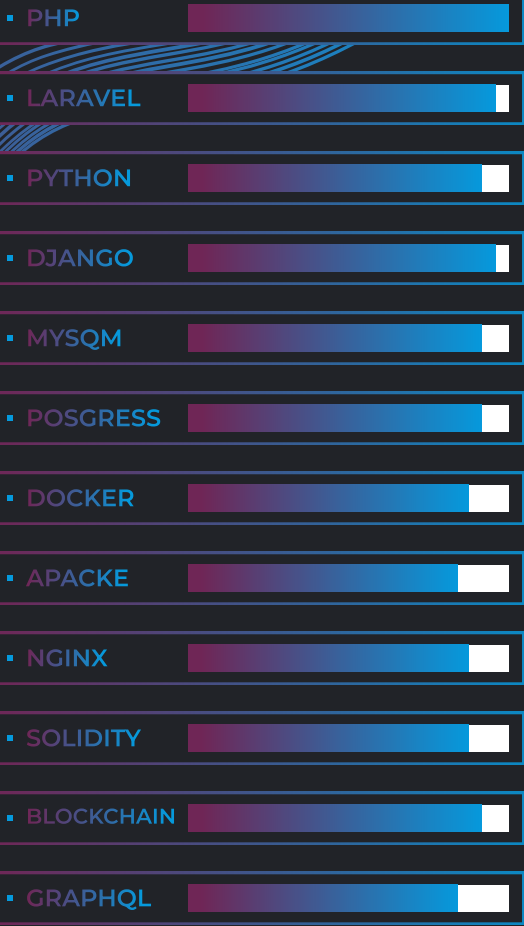 PHP
LARAVEL
PYTHON
DJANGO
MYSQM
POSGRESS
DOCKER
APACKE
NGINX
SOLIDITY
BLOCKCHAIN
GRAPHQL